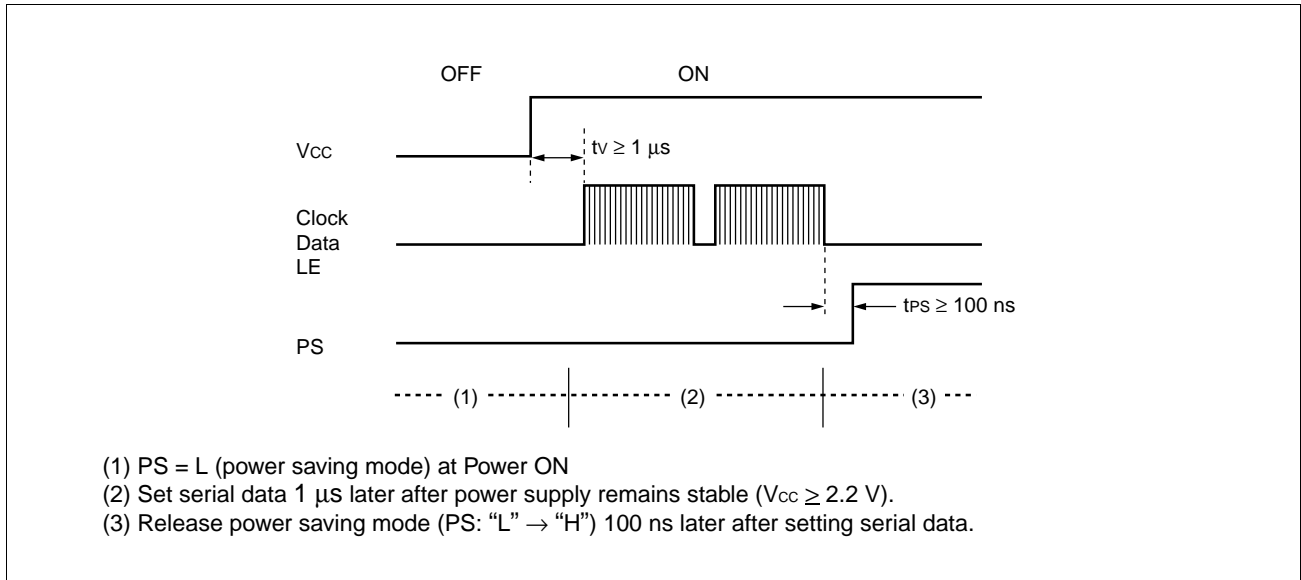 OFF ON
VCC
tV ≥ 1 μs
Clock
Data
LE
tPS ≥ 100 ns
PS
(1) (2) (3)
(1) PS = L (power saving mode) at Power ON
(2) Set serial data 1 μs later after power supply remains stable (VCC ≥ 2.2 V).
(3) Release power saving mode (PS: “L” → “H”) 100 ns later after setting serial data.